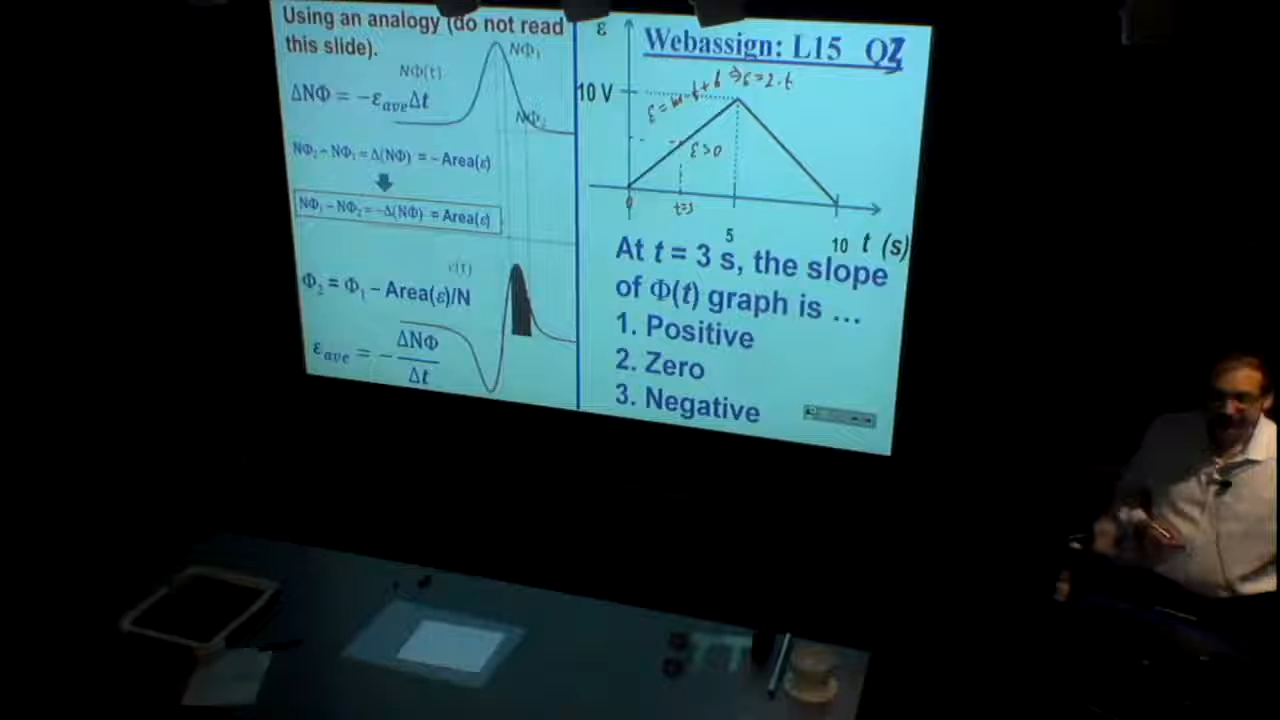 Using an analogy (do not read
this slide).
NΦ₁
NΦ(t)
ΔNΦ = −ε_ave Δt
NΦ₂
NΦ₂ − NΦ₁ = Δ(NΦ) = − Area(ε)
NΦ₁ − NΦ₂ = −Δ(NΦ) = Area(ε)
ε(t)
Φ₂ = Φ₁ − Area(ε)/N
ε_ave = − ΔNΦ / Δt
ε
Webassign: L15 Q2
ε = m·t+b ⇒ ε = 2·t
10 V
ε>0
0
t=3
5
10 t (s)
At t = 3 s, the slope
of Φ(t) graph is ...
1. Positive
2. Zero
3. Negative